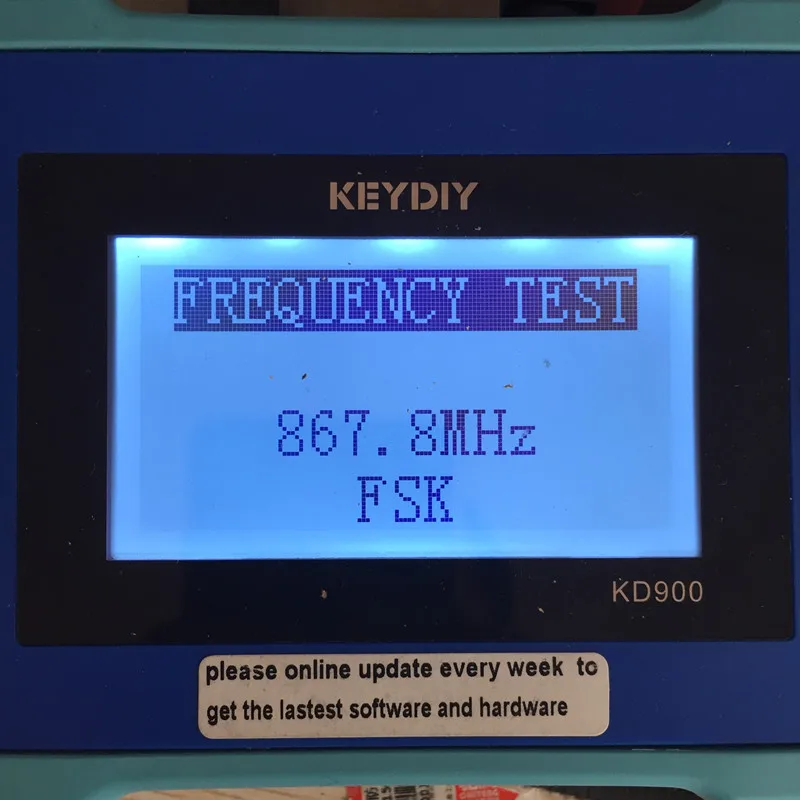 KEYDIY
FREQUENCY TEST
867.8MHz
FSK
KD900
please online update every week to
get the lastest software and hardware